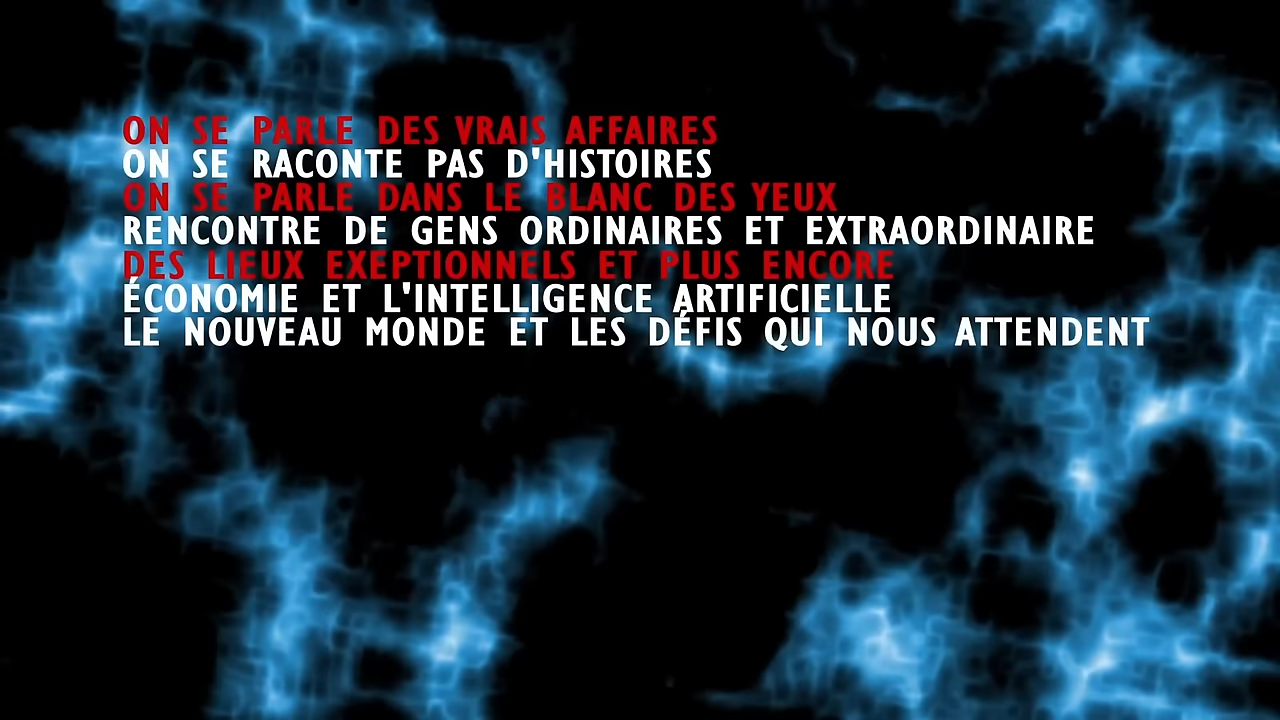 ON SE PARLE DES VRAIS AFFAIRES
ON SE RACONTE PAS D'HISTOIRES
ON SE PARLE DANS LE BLANC DES YEUX
RENCONTRE DE GENS ORDINAIRES ET EXTRAORDINAIRE
DES LIEUX EXEPTIONNELS ET PLUS ENCORE
ÉCONOMIE ET L'INTELLIGENCE ARTIFICIELLE
LE NOUVEAU MONDE ET LES DÉFIS QUI NOUS ATTENDENT